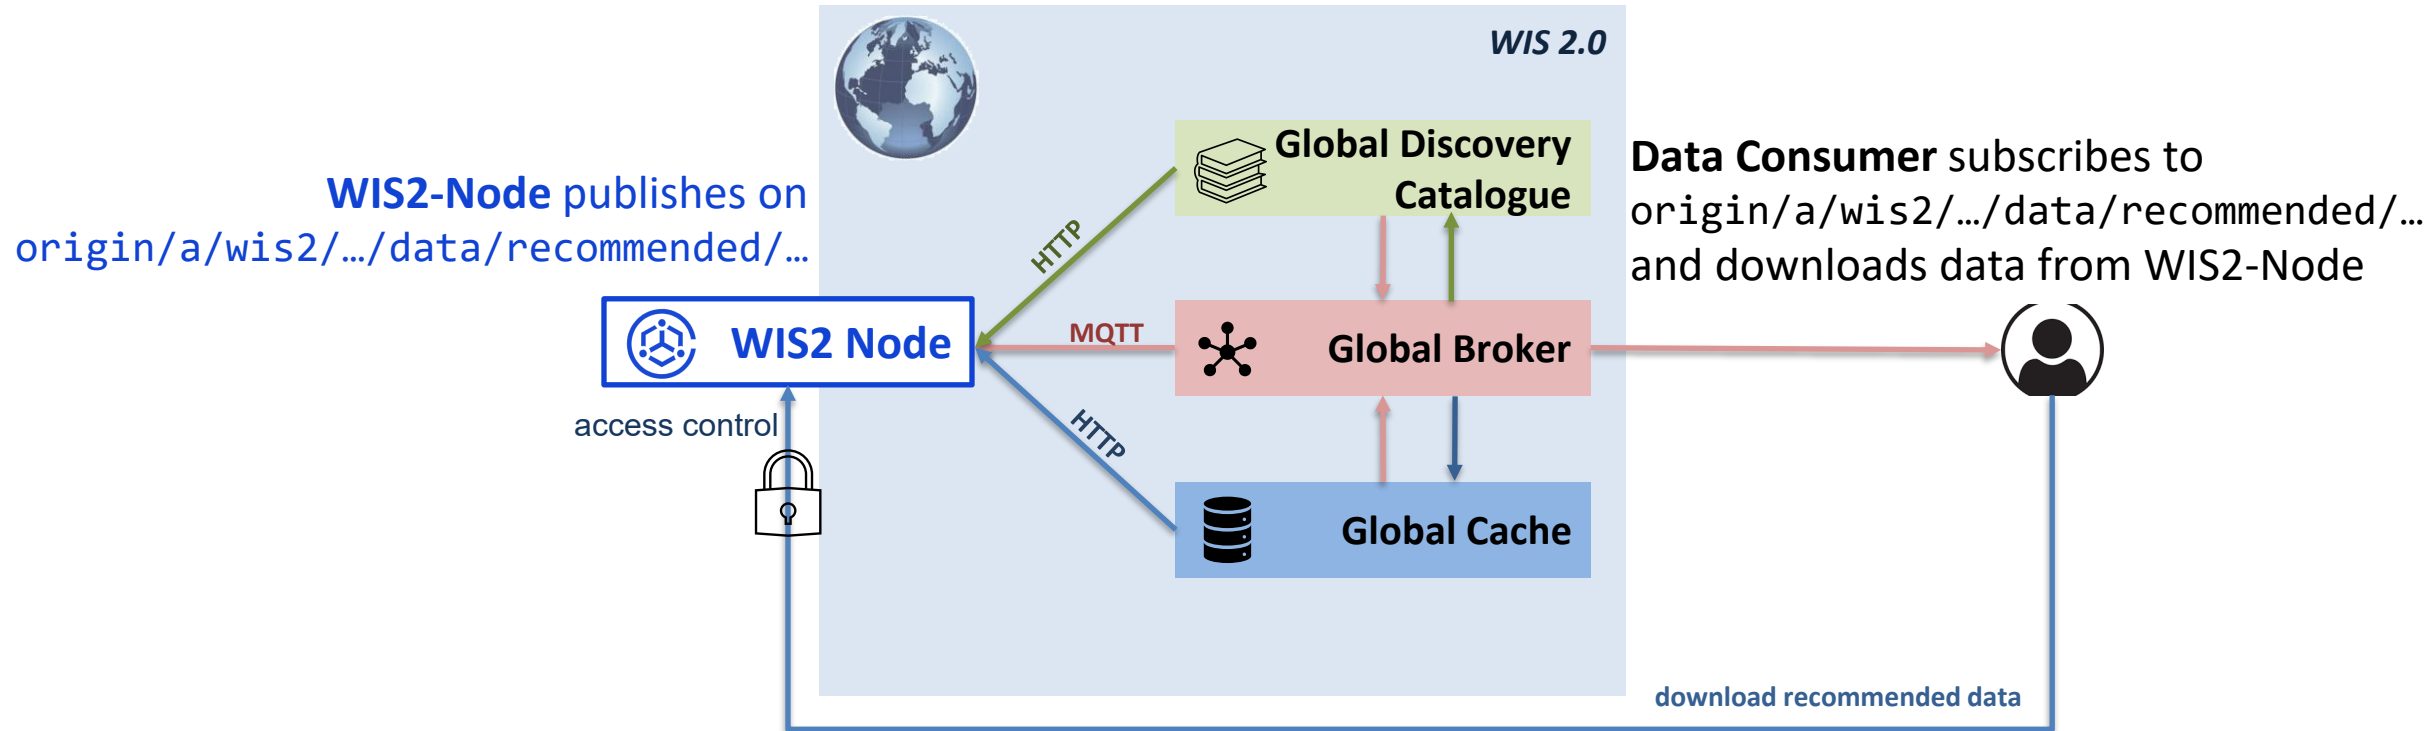 WIS 2.0
Global Discovery
Catalogue
Data Consumer subscribes to
origin/a/wis2/…/data/recommended/…
and downloads data from WIS2-Node
WIS2-Node publishes on
origin/a/wis2/…/data/recommended/…
HTTP
WIS2 Node
MQTT
Global Broker
access control
HTTP
Global Cache
download recommended data